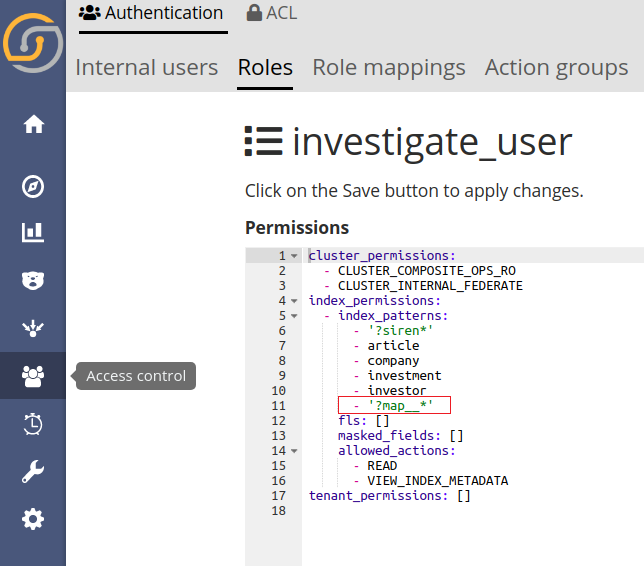 Authentication ACL
Internal users Roles Role mappings Action groups
investigate_user
Click on the Save button to apply changes.
Permissions
1 cluster_permissions:
2 - CLUSTER_COMPOSITE_OPS_RO
3 - CLUSTER_INTERNAL_FEDERATE
4 index_permissions:
5 - index_patterns:
6 - '?siren*'
7 - article
8 - company
9 - investment
10 - investor
11 - '?map__*'
12 fls: []
13 masked_fields: []
14 allowed_actions:
15 - READ
16 - VIEW_INDEX_METADATA
17 tenant_permissions: []
18
Access control